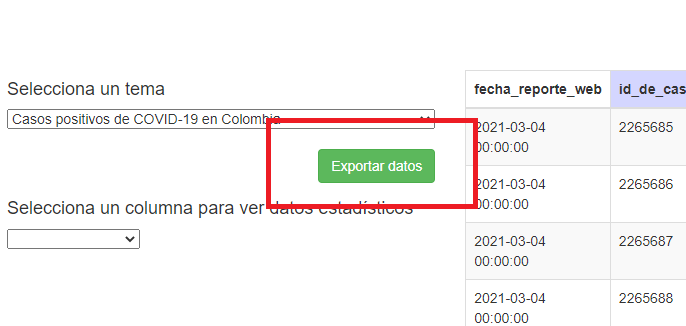 Selecciona un tema
Casos positivos de COVID-19 en Colombia
Exportar datos
Selecciona un columna para ver datos estadísticos
fecha_reporte_web id_de_cas
2021-03-04 2265685
00:00:00
2021-03-04 2265686
00:00:00
2021-03-04 2265687
00:00:00
2021-03-04 2265688
00:00:00